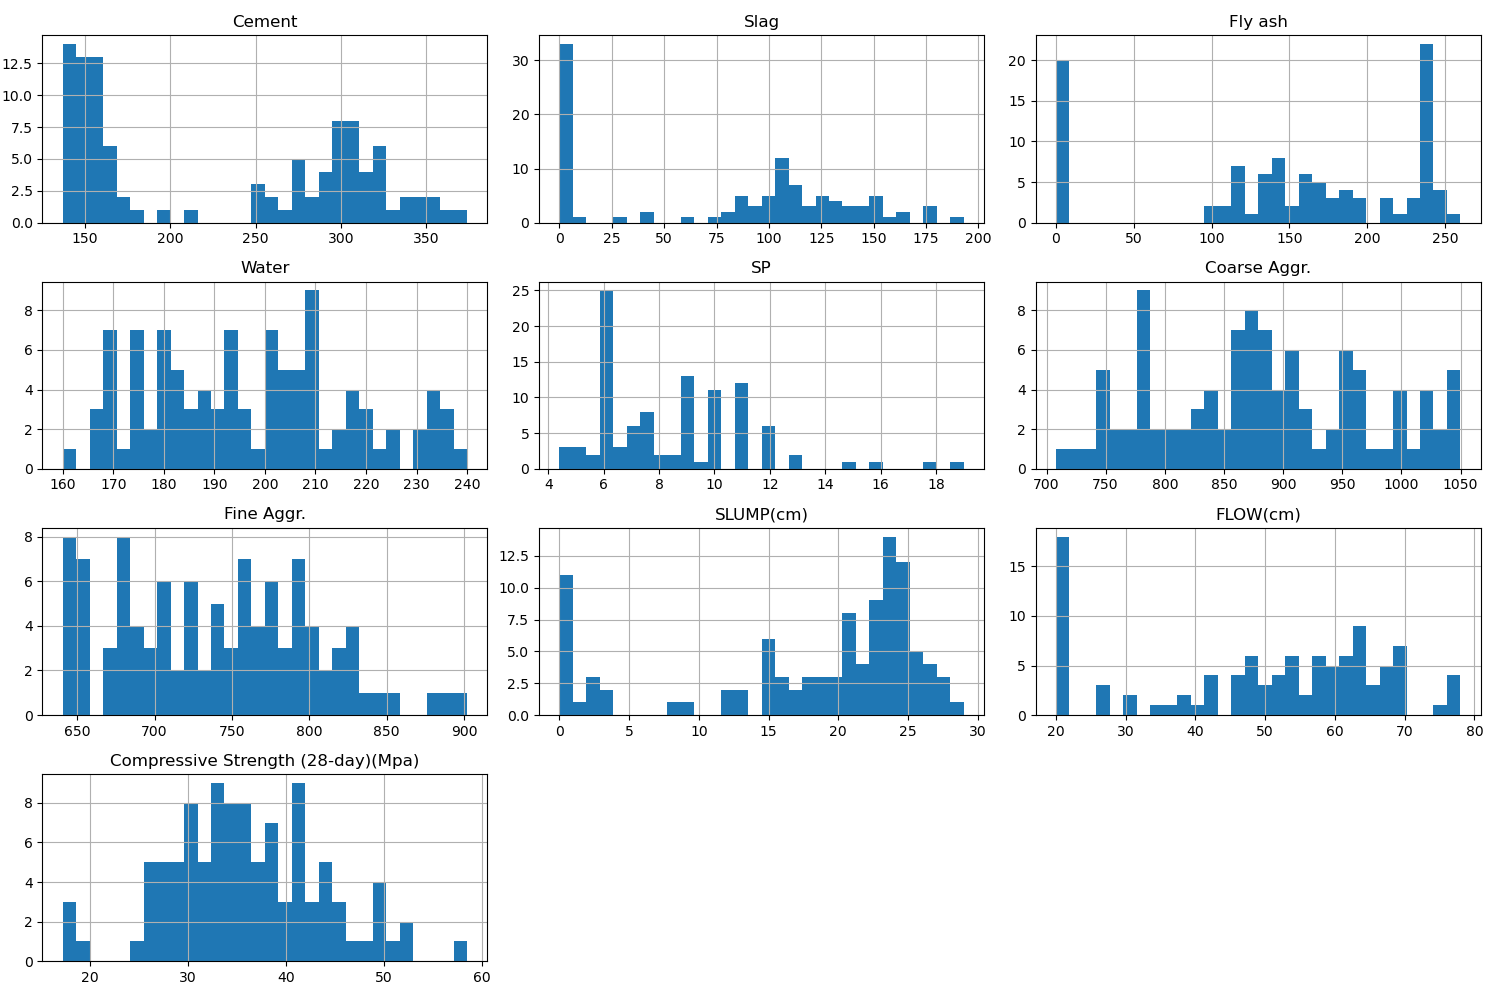 Cement Slag Fly ash
12.5 10.0 7.5 5.0 2.5 0.0
150 200 250 300 350
30 20 10 0
0 25 50 75 100 125 150 175 200
20 15 10 5 0
0 50 100 150 200 250
Water SP Coarse Aggr.
8 6 4 2 0
160 170 180 190 200 210 220 230 240
25 20 15 10 5 0
4 6 8 10 12 14 16 18
8 6 4 2 0
700 750 800 850 900 950 1000 1050
Fine Aggr. SLUMP(cm) FLOW(cm)
8 6 4 2 0
650 700 750 800 850 900
12.5 10.0 7.5 5.0 2.5 0.0
0 5 10 15 20 25 30
15 10 5 0
20 30 40 50 60 70 80
Compressive Strength (28-day)(Mpa)
8 6 4 2 0
20 30 40 50 60